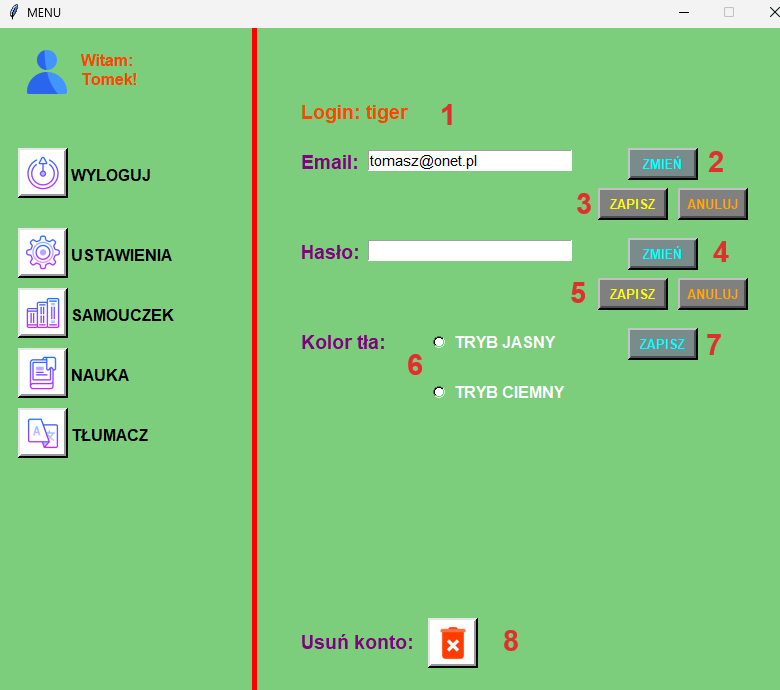 MENU
Witam:
Tomek!
WYLOGUJ
USTAWIENIA
SAMOUCZEK
NAUKA
TŁUMACZ
Login: tiger 1
Email: tomasz@onet.pl ZMIEŃ 2
3 ZAPISZ ANULUJ
Hasło: ZMIEŃ 4
5 ZAPISZ ANULUJ
Kolor tła: TRYB JASNY ZAPISZ 7
6
TRYB CIEMNY
Usuń konto: 8